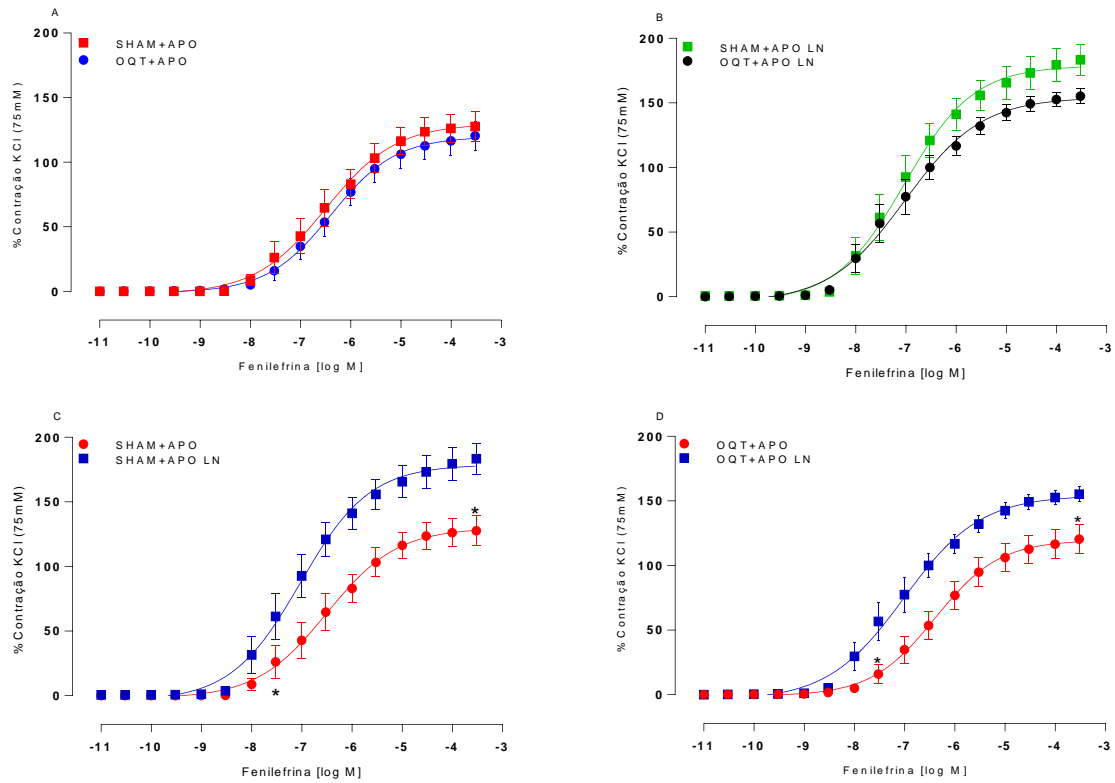 A
SHAM+APO
OQT+APO
%Contração KCl (75mM)
200
150
100
50
0
-11 -10 -9 -8 -7 -6 -5 -4 -3
Fenilefrina [log M]
B
SHAM+APO LN
OQT+APO LN
%Contração KCl (75mM)
200
150
100
50
0
-11 -10 -9 -8 -7 -6 -5 -4 -3
Fenilefrina [log M]
C
SHAM+APO
SHAM+APO LN
%Contração KCl (75mM)
200
150
100
50
0
*
*
-11 -10 -9 -8 -7 -6 -5 -4 -3
Fenilefrina [log M]
D
OQT+APO
OQT+APO LN
%Contração KCl (75mM)
200
150
100
50
0
*
*
-11 -10 -9 -8 -7 -6 -5 -4 -3
Fenilefrina [log M]